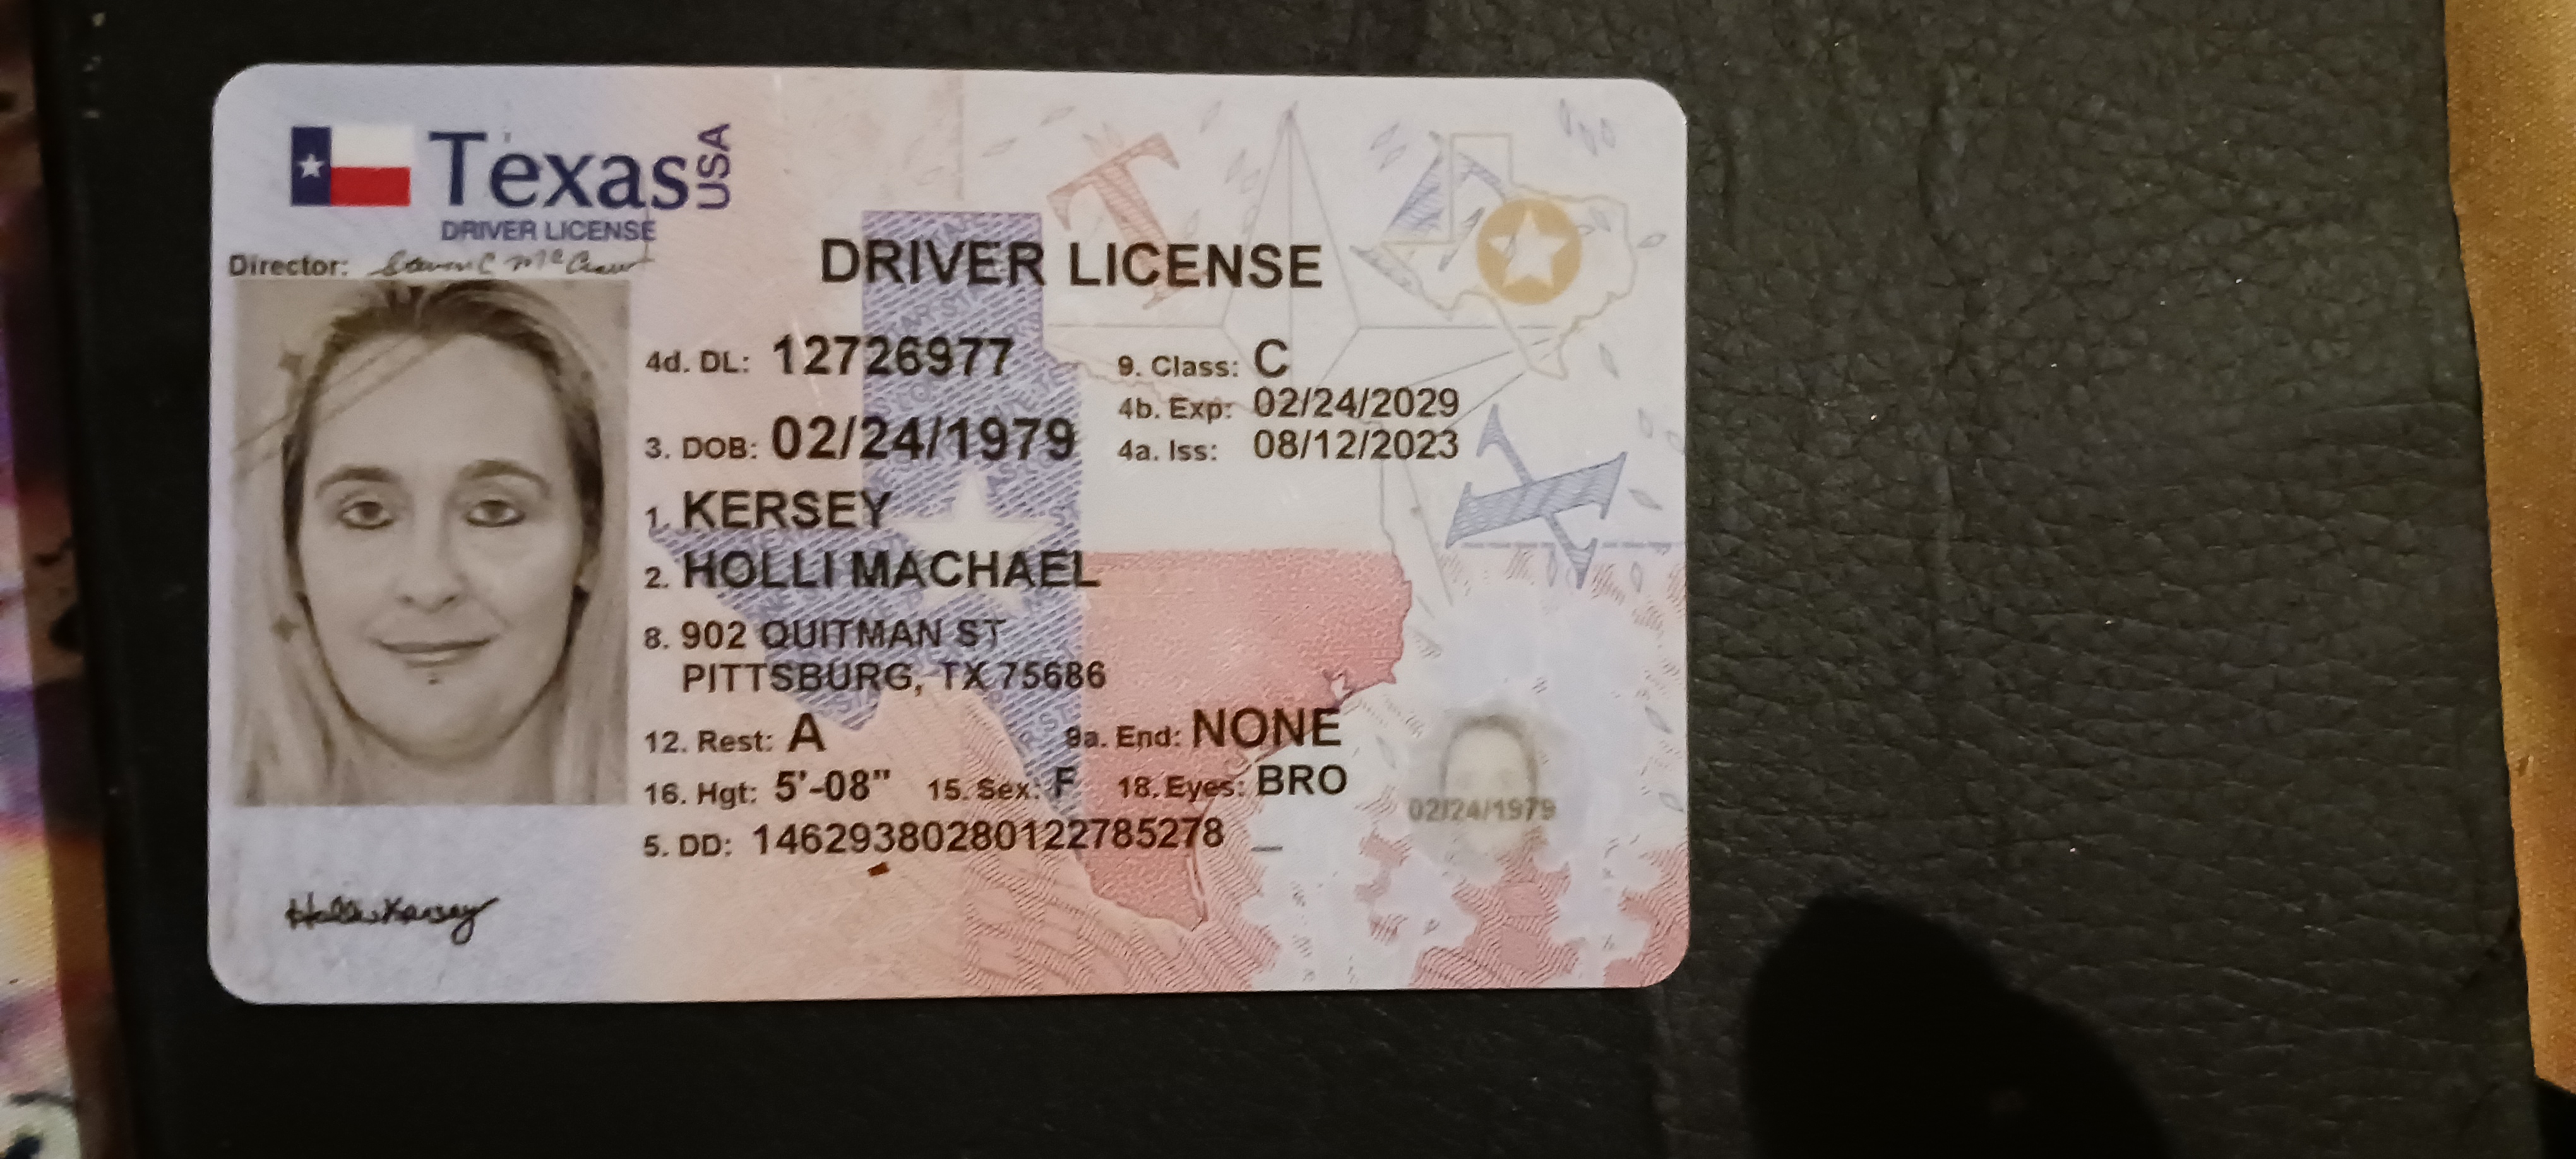 Texas USA
DRIVER LICENSE
Director:
DRIVER LICENSE
4d. DL: 12726977
9. Class: C
4b. Exp: 02/24/2029
3. DOB: 02/24/1979
4a. Iss: 08/12/2023
1. KERSEY
2. HOLLI MACHAEL
8. 902 QUITMAN ST
PITTSBURG, TX 75686
12. Rest: A
9a. End: NONE
16. Hgt: 5'-08" 15. Sex: F 18. Eyes: BRO
02/24/1979
5. DD: 14629380280122785278
Holli Kersey